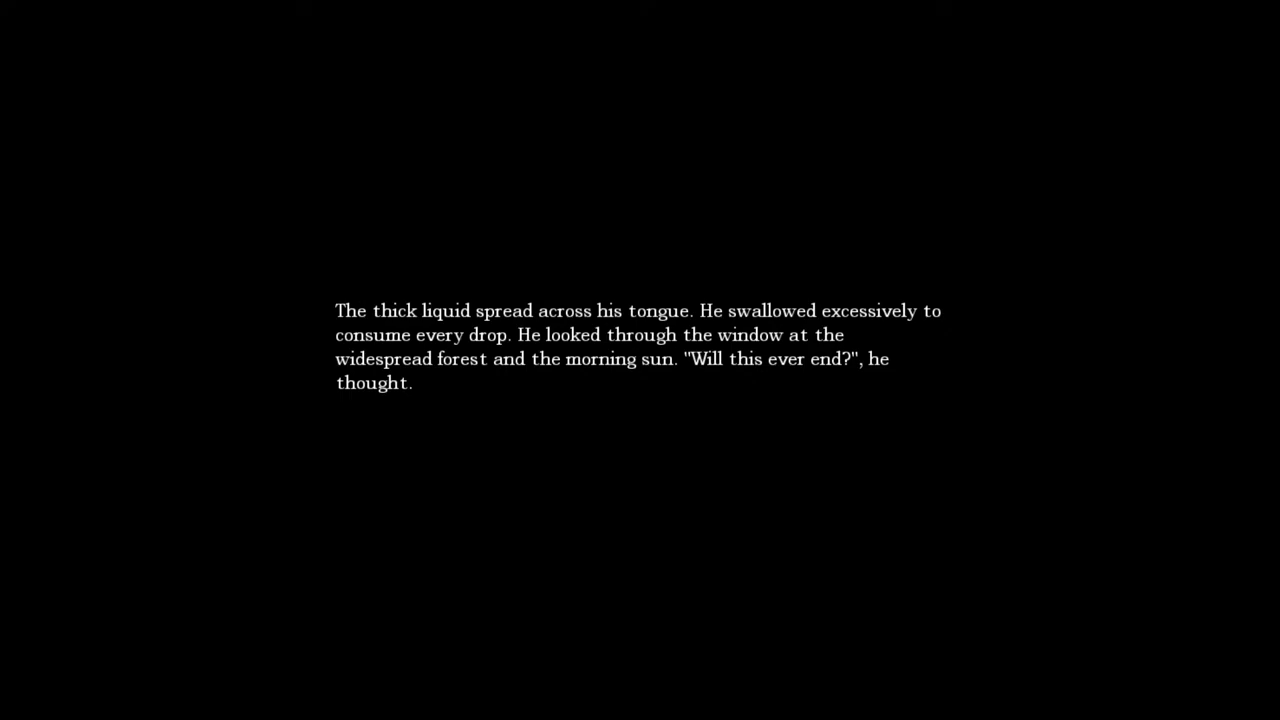 The thick liquid spread across his tongue. He swallowed excessively to
consume every drop. He looked through the window at the
widespread forest and the morning sun. "Will this ever end?", he
thought.